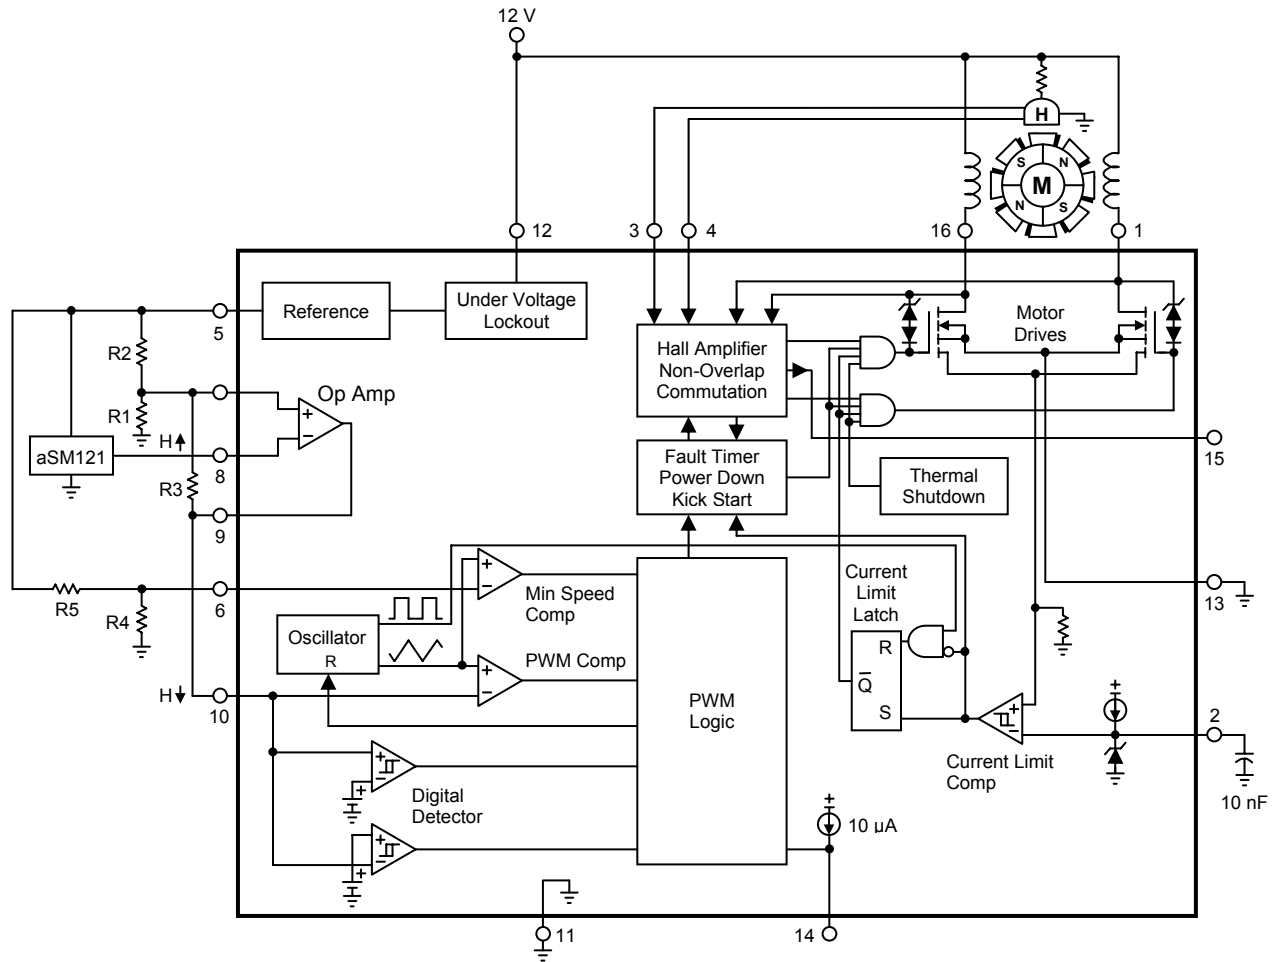 12 V
H
S
N
M
N
S
12
3
4
16
1
5
Reference
Under Voltage
Lockout
Motor
Drives
R2
R1
Op Amp
+
−
Hall Amplifier
Non-Overlap
Commutation
H
aSM121
8
R3
9
Fault Timer
Power Down
Kick Start
Thermal
Shutdown
15
R5
R4
6
+
−
Min Speed
Comp
Current
Limit
Latch
13
Oscillator
R
+
−
PWM Comp
R
Q
S
H
10
PWM
Logic
+
−
Current Limit
Comp
+
2
10 nF
+
−
+
Digital
Detector
+
−
+
+
10 µA
11
14